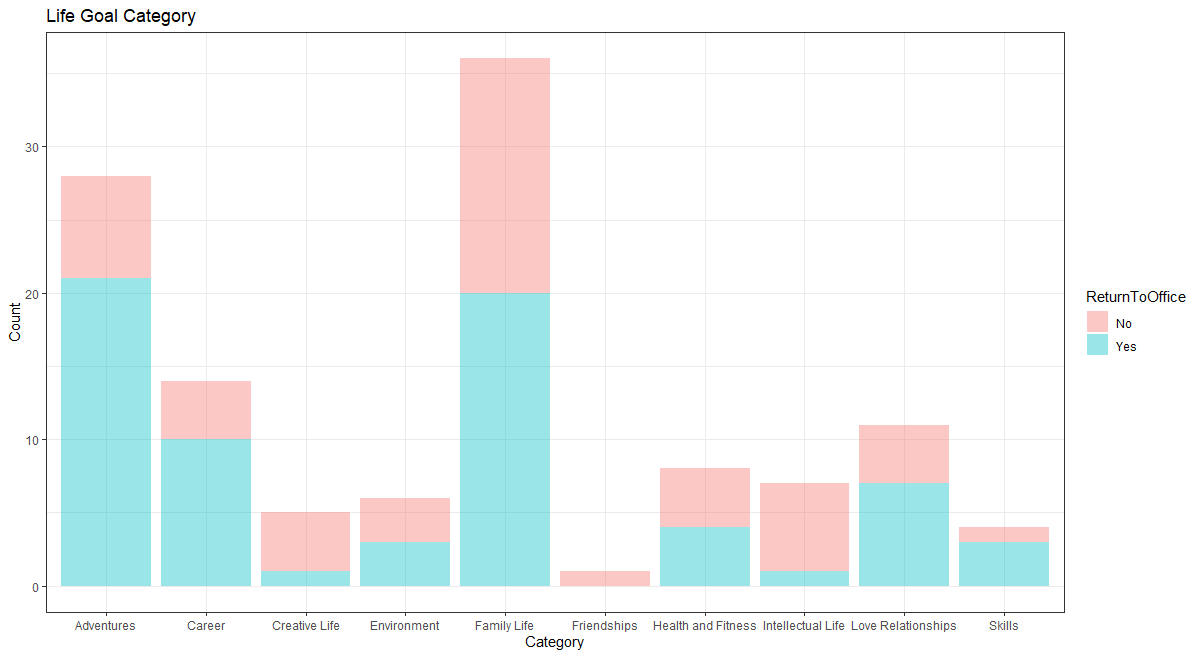 Life Goal Category
Count
30
20
10
0
Adventures
Career
Creative Life
Environment
Family Life
Friendships
Health and Fitness
Intellectual Life
Love Relationships
Skills
Category
ReturnToOffice
No
Yes